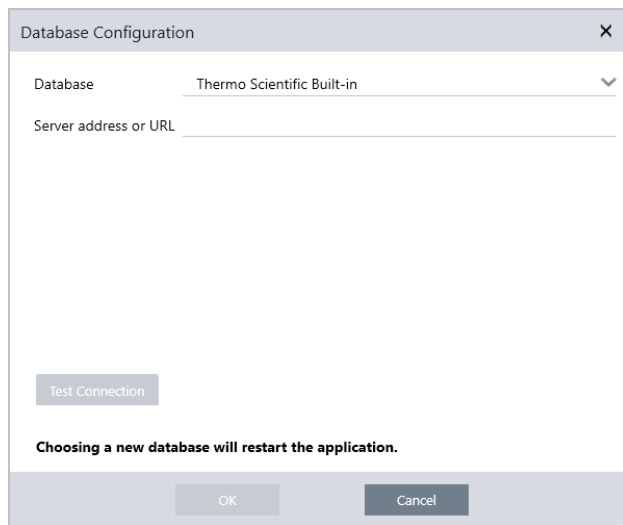 Database Configuration
Database Thermo Scientific Built-in
Server address or URL
Test Connection
Choosing a new database will restart the application.
OK Cancel